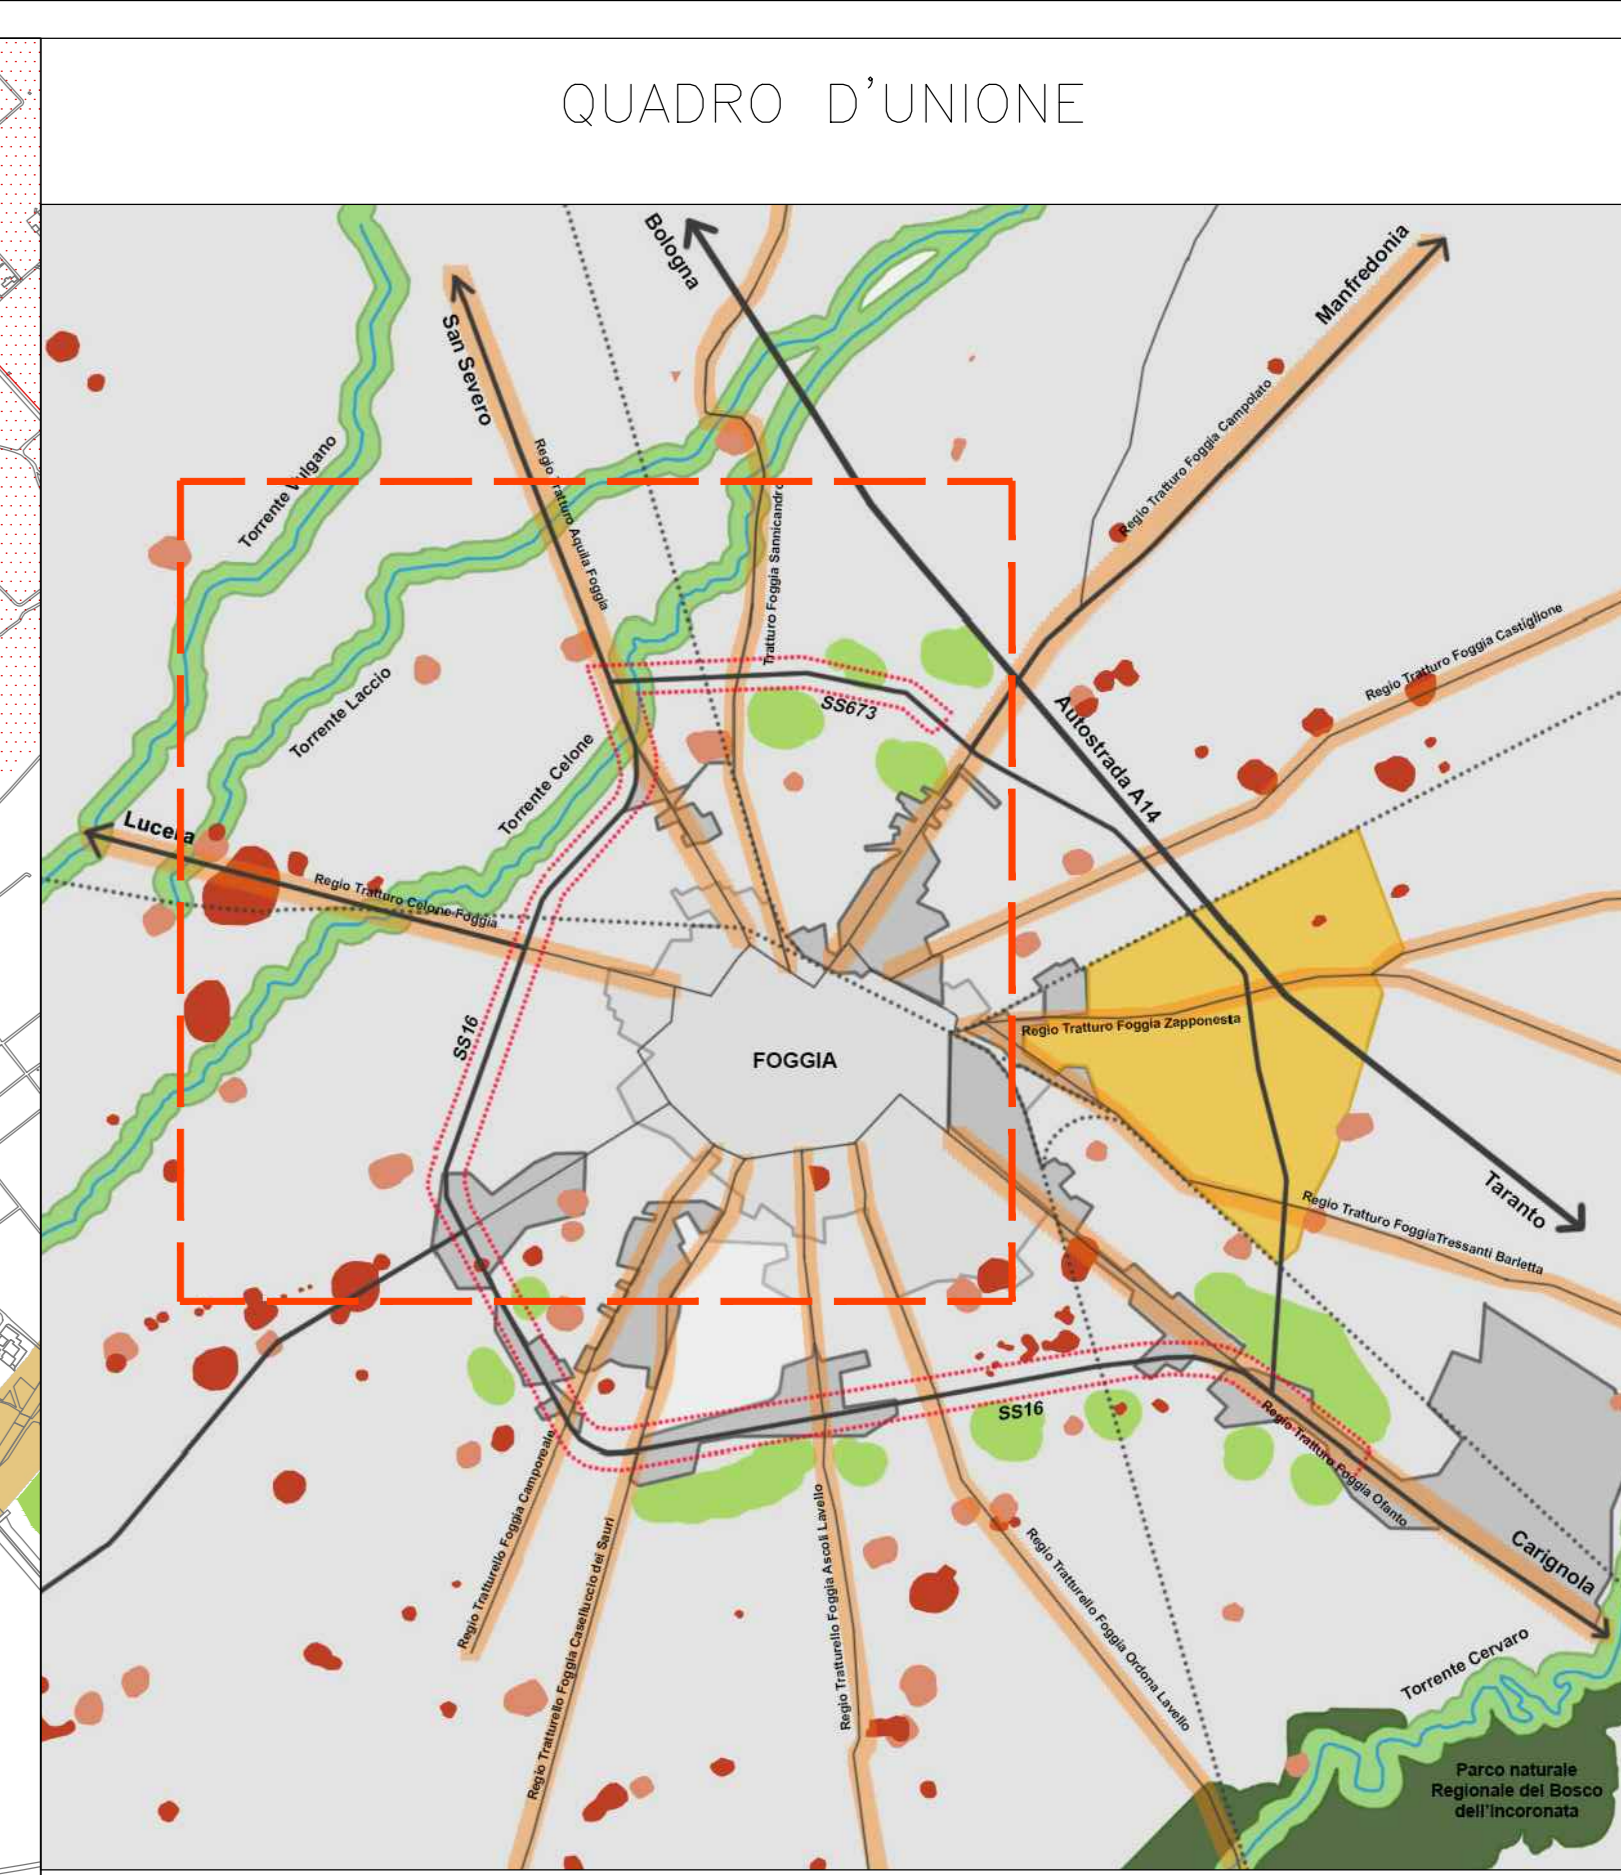 QUADRO D'UNIONE
Bologna
Manfredonia
San Severo
Regio Tratturo Foggia Campolato
Torrente Vulgano
Regio Tratturo Aquila Foggia
Tratturo Foggia Sannicandro
Regio Tratturo Foggia Castiglione
Torrente Laccio
SS673
Autostrada A14
Torrente Celone
Lucera
Regio Tratturo Celone-Foggia
SS16
Regio Tratturo Foggia Zapponesta
FOGGIA
Taranto
Regio Tratturo FoggiaTressanti Barletta
SS16
Regio Tratturo Foggia Ofanto
Regio Tratturello Foggia Camporeale
Regio Tratturello Foggia Caselluccio dei Sauri
Regio Tratturello Foggia Ascoli Lavello
Regio Tratturello Foggia Ordona Lavello
Carignola
Torrente Cervaro
Parco naturale
Regionale del Bosco
dell'Incoronata